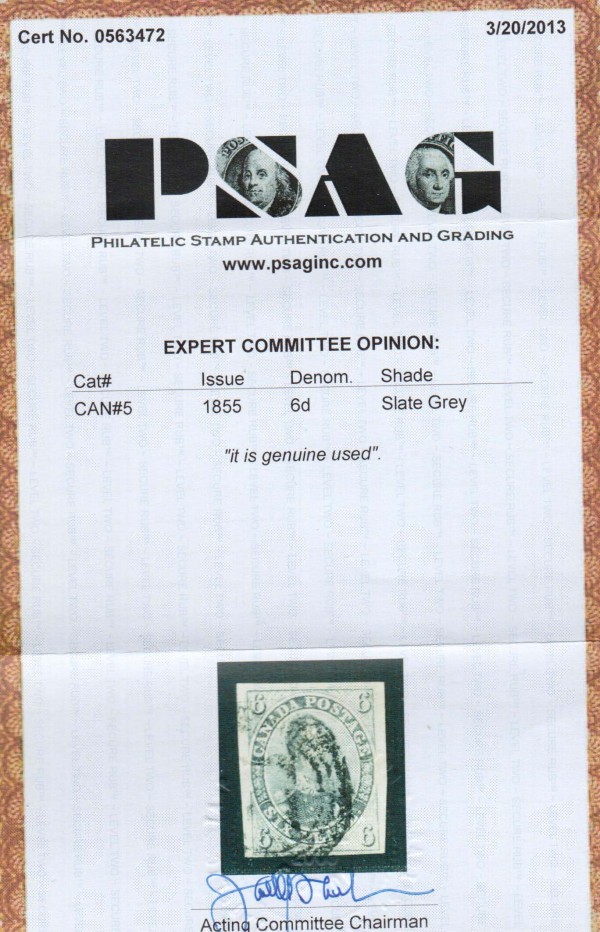 Cert No. 0563472
3/20/2013
PSAG
PHILATELIC STAMP AUTHENTICATION AND GRADING
www.psaginc.com
EXPERT COMMITTEE OPINION:
Cat# Issue Denom. Shade
CAN#5 1855 6d Slate Grey
"it is genuine used".
6 6
CANADA POSTAGE
6 6
Acting Committee Chairman